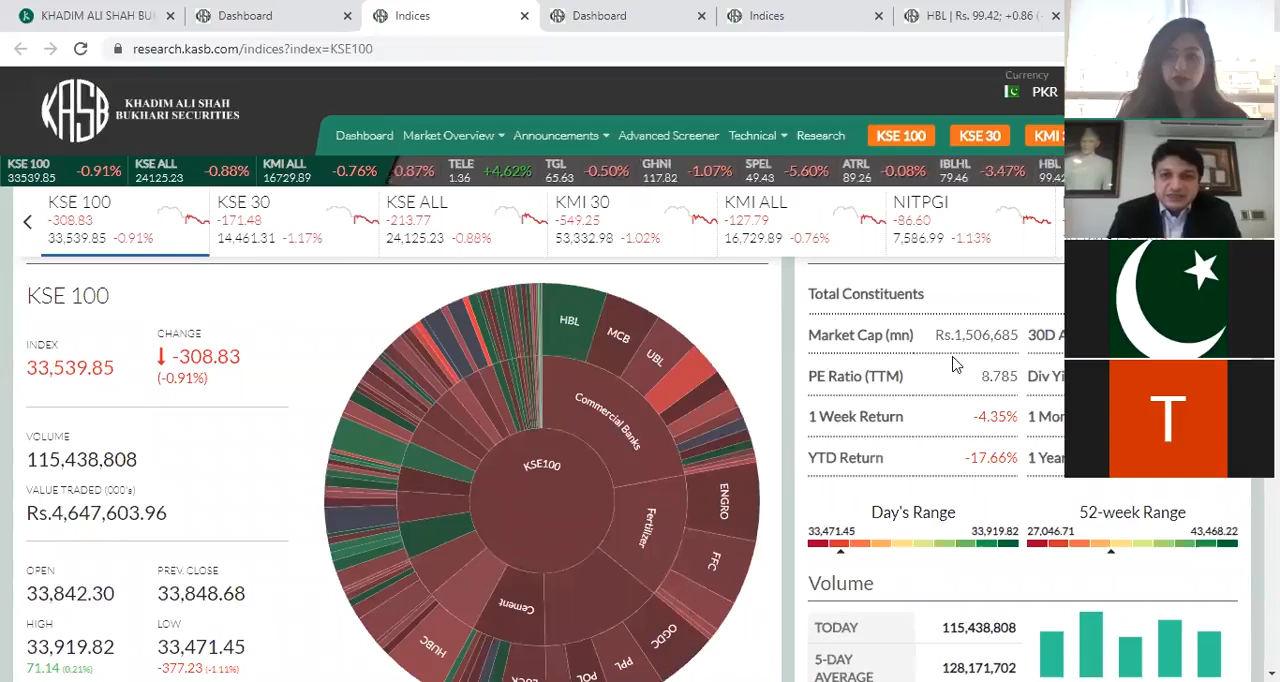 KHADIM ALI SHAH BU
Dashboard
Indices
Dashboard
Indices
HBL | Rs. 99.42; +0.86 (
research.kasb.com/indices?index=KSE100
KASB
KHADIM ALI SHAH
BUKHARI SECURITIES
Currency
PKR
Dashboard Market Overview Announcements Advanced Screener Technical Research KSE 100 KSE 30 KMI
KSE 100
33539.85 -0.91%
KSE ALL
24125.23 -0.88%
KMI ALL
16729.89 -0.76%
-0.87%
TELE
1.36 +4.62%
TGL
65.63 -0.50%
GHNI
117.82 -1.07%
SPEL
49.43 -5.60%
ATRL
89.26 -0.08%
IBLHL
79.46 -3.47%
HBL
99.42
KSE 100
-308.83
33,539.85 -0.91%
KSE 30
-171.48
14,461.31 -1.17%
KSE ALL
-213.77
24,125.23 -0.88%
KMI 30
-549.25
53,332.98 -1.02%
KMI ALL
-127.79
16,729.89 -0.76%
NITPGI
-86.60
7,586.99 -1.13%
KSE 100
INDEX
33,539.85
CHANGE
-308.83
(-0.91%)
VOLUME
115,438,808
VALUE TRADED (000's)
Rs.4,647,603.96
OPEN
33,842.30
PREV. CLOSE
33,848.68
HIGH
33,919.82
71.14 (0.21%)
LOW
33,471.45
-377.23 (-1.11%)
HBL
MCB
UBL
Commercial Banks
KSE100
ENGRO
Fertilizer
FFC
Cement
OGDC
HUBC
PPL
POL
LUCK
Total Constituents
Market Cap (mn) Rs.1,506,685 30D A
PE Ratio (TTM) 8.785 Div Yi
1 Week Return -4.35% 1 Mon
YTD Return -17.66% 1 Year
Day's Range
33,471.45 33,919.82
52-week Range
27,046.71 43,468.22
Volume
TODAY 115,438,808
5-DAY
AVERAGE 128,171,702
T